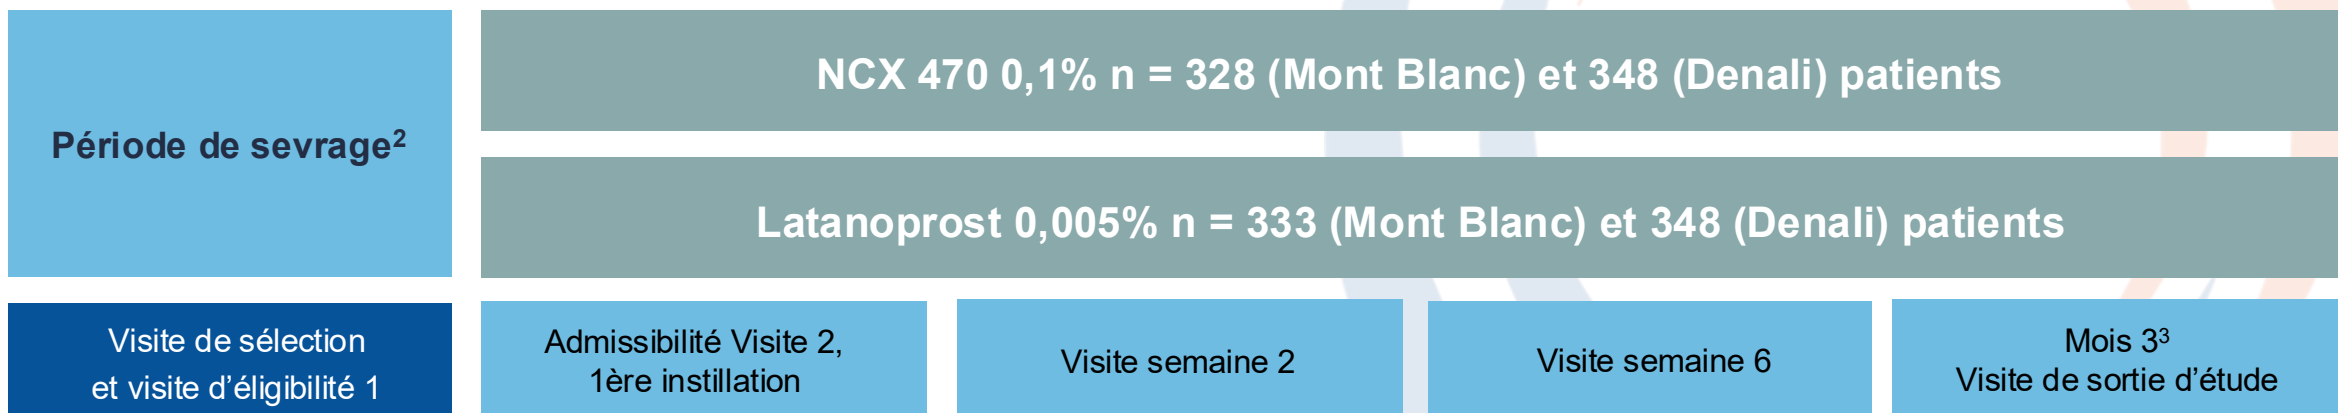 Période de sevrage²
NCX 470 0,1% n = 328 (Mont Blanc) et 348 (Denali) patients
Latanoprost 0,005% n = 333 (Mont Blanc) et 348 (Denali) patients
Visite de sélection
et visite d’éligibilité 1
Admissibilité Visite 2,
1ère instillation
Visite semaine 2
Visite semaine 6
Mois 3³
Visite de sortie d’étude